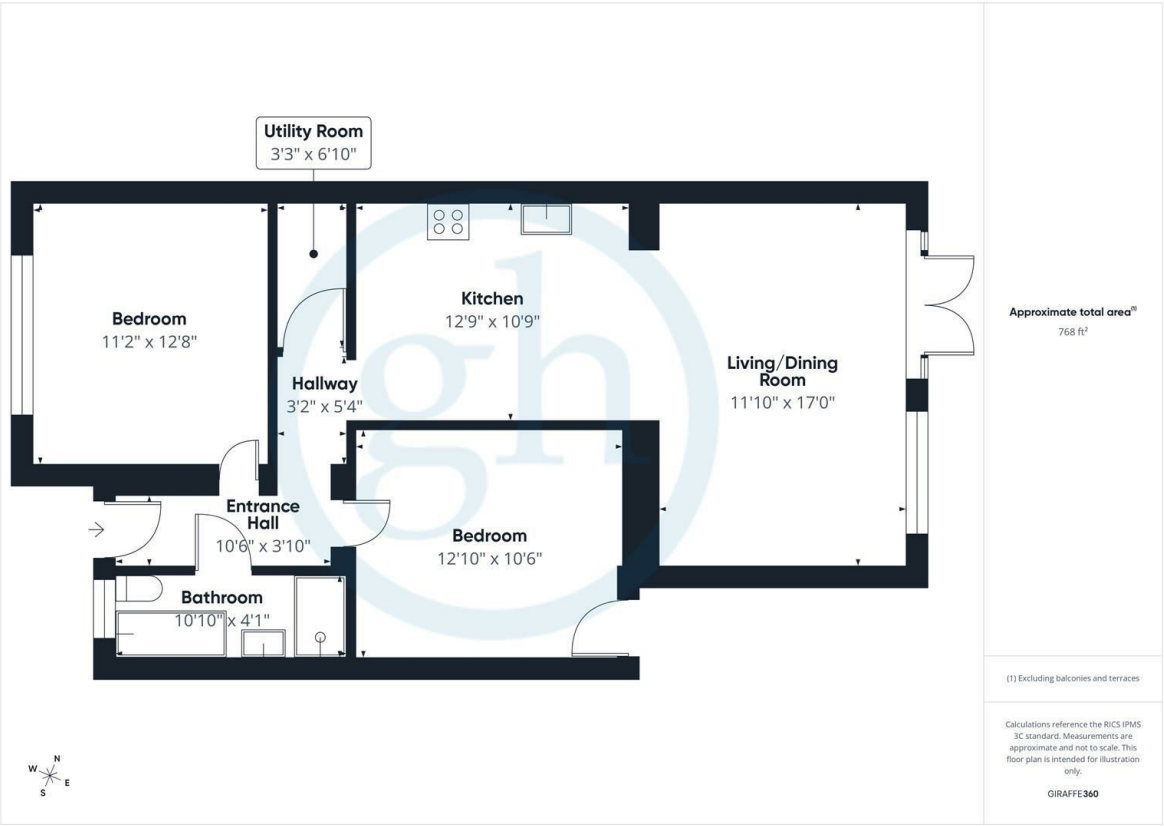 Utility Room
3'3" x 6'10"
Bedroom
11'2" x 12'8"
Kitchen
12'9" x 10'9"
Living/Dining
Room
11'10" x 17'0"
Hallway
3'2" x 5'4"
Entrance
Hall
10'6" x 3'10"
Bedroom
12'10" x 10'6"
Bathroom
10'10" x 4'1"
gh
N
W
E
S
Approximate total area(1)
768 ft²
(1) Excluding balconies and terraces
Calculations reference the RICS IPMS
3C standard. Measurements are
approximate and not to scale. This
floor plan is intended for illustration
only.
GIRAFFE360